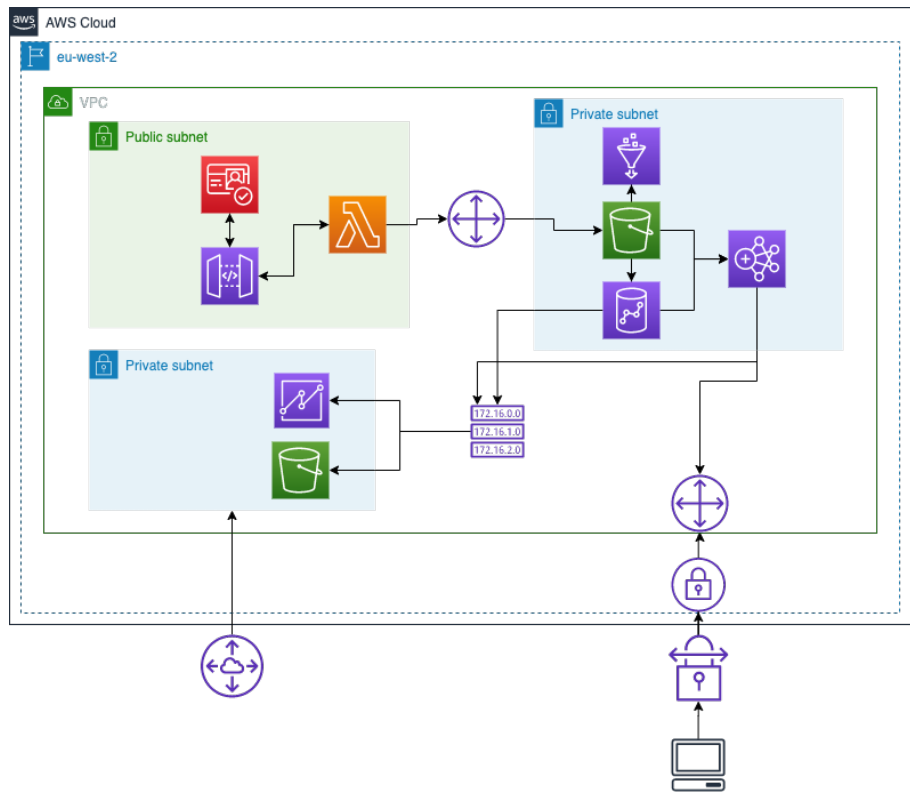 aws
AWS Cloud
eu-west-2
VPC
Public subnet
Private subnet
</>
Private subnet
172.16.0.0
172.16.1.0
172.16.2.0